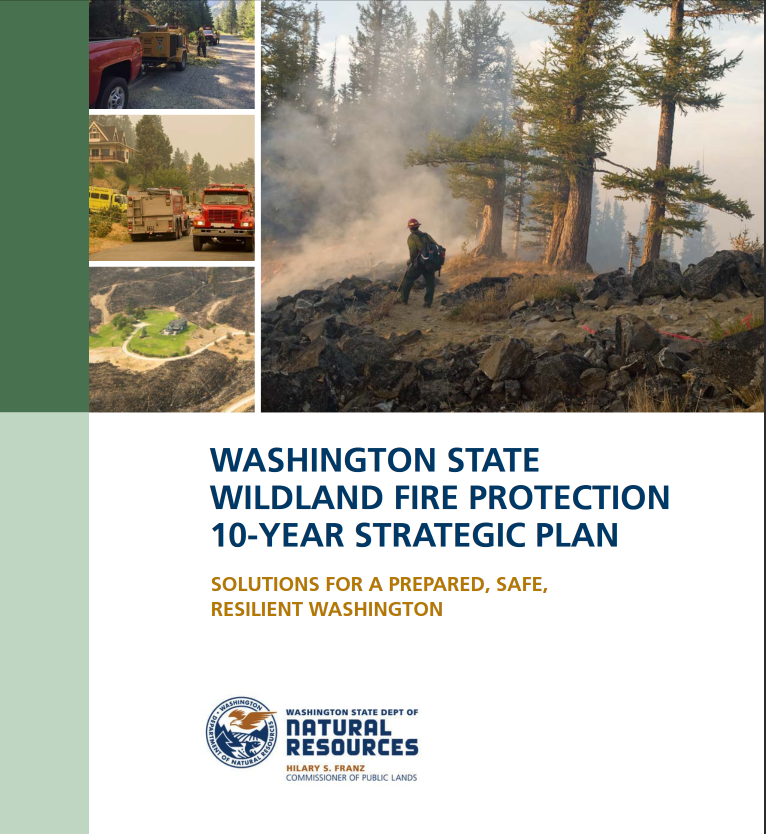 WASHINGTON STATE
WILDLAND FIRE PROTECTION
10-YEAR STRATEGIC PLAN
SOLUTIONS FOR A PREPARED, SAFE,
RESILIENT WASHINGTON
WASHINGTON
DEPARTMENT OF NATURAL RESOURCES
WASHINGTON STATE DEPT OF
NATURAL
RESOURCES
HILARY S. FRANZ
COMMISSIONER OF PUBLIC LANDS